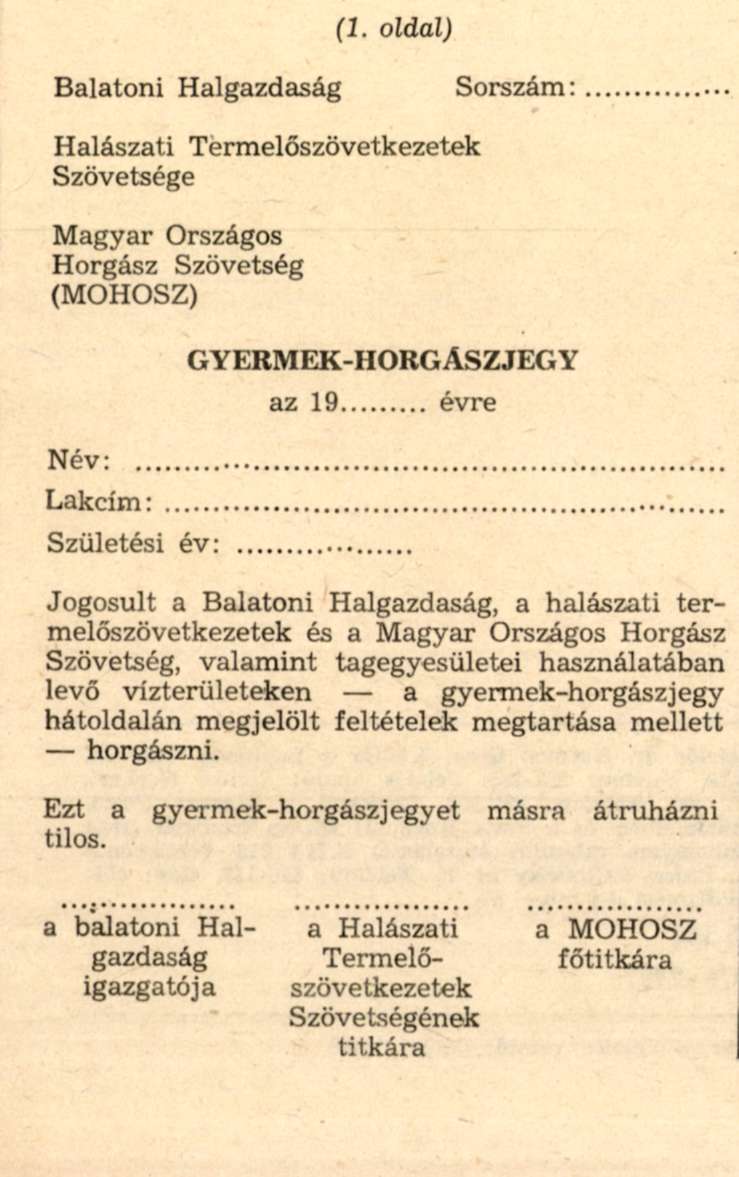 (1. oldal)
Balatoni Halgazdaság Sorszám: ..................
Halászati Termelőszövetkezetek
Szövetsége
Magyar Országos
Horgász Szövetség
(MOHOSZ)
GYERMEK-HORGÁSZJEGY
az 19......... évre
Név: ................................................................
Lakcím: .............................................................
Születési év: ...................
Jogosult a Balatoni Halgazdaság, a halászati ter-
melőszövetkezetek és a Magyar Országos Horgász
Szövetség, valamint tagegyesületei használatában
levő vízterületeken — a gyermek-horgászjegy
hátoldalán megjelölt feltételek megtartása mellett
— horgászni.
Ezt a gyermek-horgászjegyet másra átruházni
tilos.
.................. .................. ..................
a balatoni Hal- a Halászati a MOHOSZ
gazdaság Termelő- főtitkára
igazgatója szövetkezetek
Szövetségének
titkára